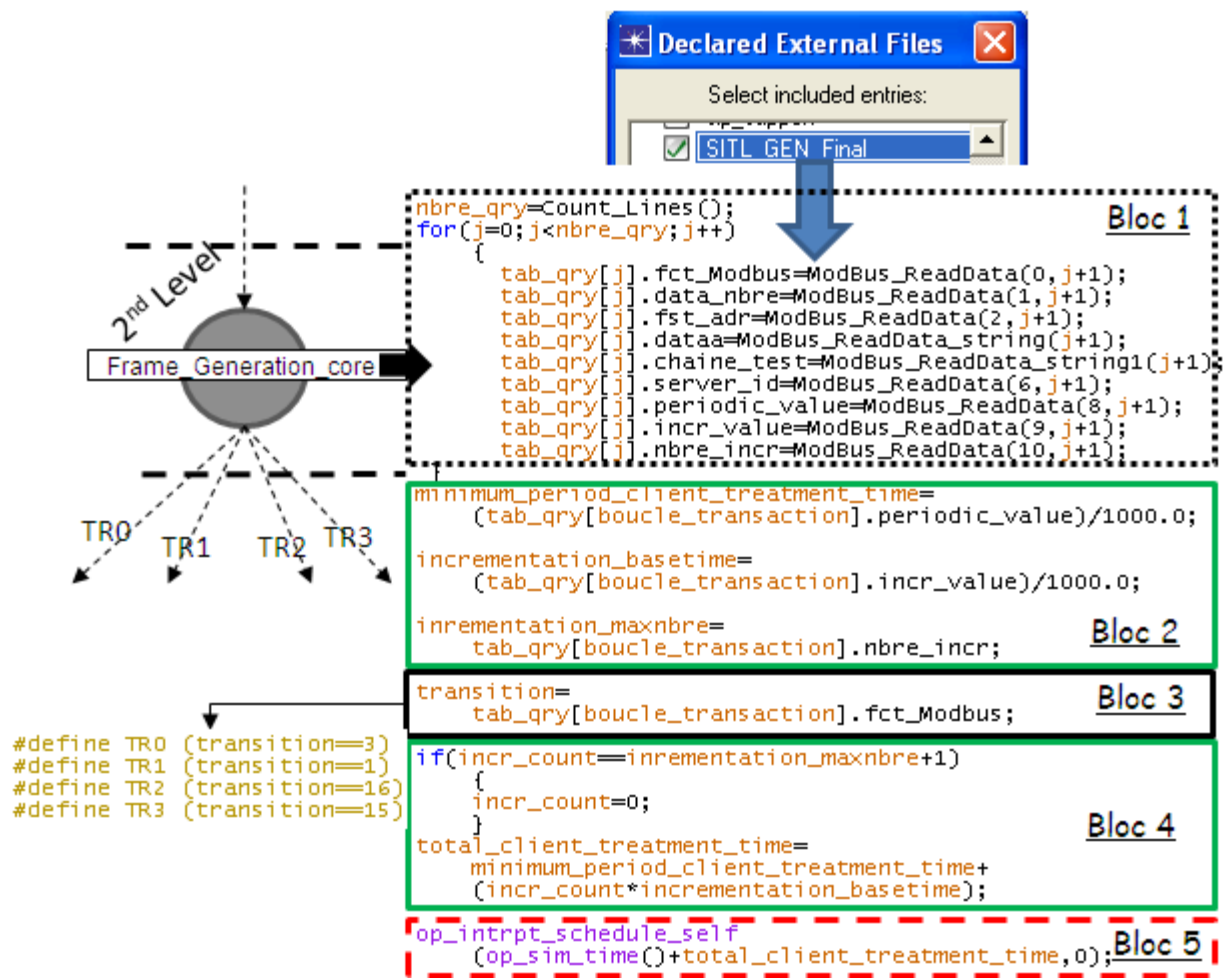 Declared External Files
Select included entries:
SITL_GEN_Final
nbre_qry=Count_Lines();
for(j=0;j<nbre_qry;j++)
{
tab_qry[j].fct_Modbus=ModBus_ReadData(0,j+1);
tab_qry[j].data_nbre=ModBus_ReadData(1,j+1);
tab_qry[j].fst_adr=ModBus_ReadData(2,j+1);
tab_qry[j].dataa=ModBus_ReadData_string(j+1);
tab_qry[j].chaine_test=ModBus_ReadData_string1(j+1);
tab_qry[j].server_id=ModBus_ReadData(6,j+1);
tab_qry[j].periodic_value=ModBus_ReadData(8,j+1);
tab_qry[j].incr_value=ModBus_ReadData(9,j+1);
tab_qry[j].nbre_incr=ModBus_ReadData(10,j+1);
}
Bloc 1
2nd Level
Frame_Generation_core
TR0
TR1
TR2
TR3
minimum_period_client_treatment_time=
(tab_qry[boucle_transaction].periodic_value)/1000.0;
incrementation_basetime=
(tab_qry[boucle_transaction].incr_value)/1000.0;
inrementation_maxnbre=
tab_qry[boucle_transaction].nbre_incr;
Bloc 2
transition=
tab_qry[boucle_transaction].fct_Modbus;
Bloc 3
#define TR0 (transition==3)
#define TR1 (transition==1)
#define TR2 (transition==16)
#define TR3 (transition==15)
if(incr_count==inrementation_maxnbre+1)
{
incr_count=0;
}
total_client_treatment_time=
minimum_period_client_treatment_time+
(incr_count*incrementation_basetime);
Bloc 4
op_intrpt_schedule_self
(op_sim_time()+total_client_treatment_time,0);
Bloc 5